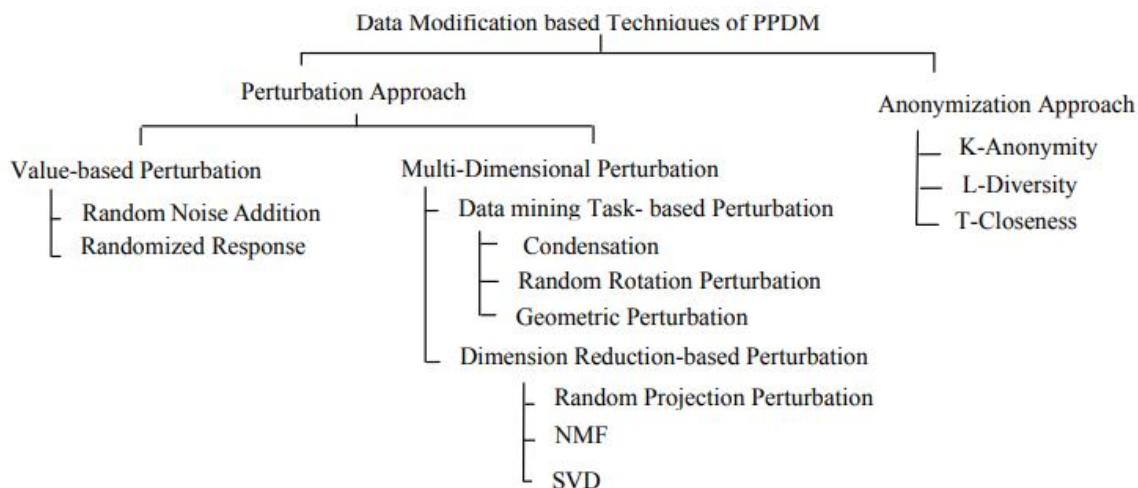 Data Modification based Techniques of PPDM
Perturbation Approach
Anonymization Approach
K-Anonymity
L-Diversity
T-Closeness
Value-based Perturbation
Random Noise Addition
Randomized Response
Multi-Dimensional Perturbation
Data mining Task- based Perturbation
Condensation
Random Rotation Perturbation
Geometric Perturbation
Dimension Reduction-based Perturbation
Random Projection Perturbation
NMF
SVD